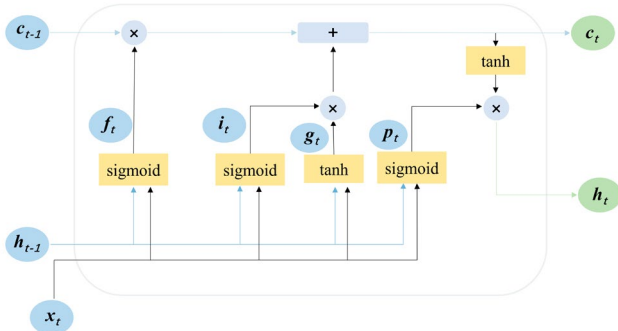 c_{t-1}
×
+
c_t
tanh
×
×
f_t
i_t
g_t
p_t
sigmoid
sigmoid
tanh
sigmoid
h_t
h_{t-1}
x_t